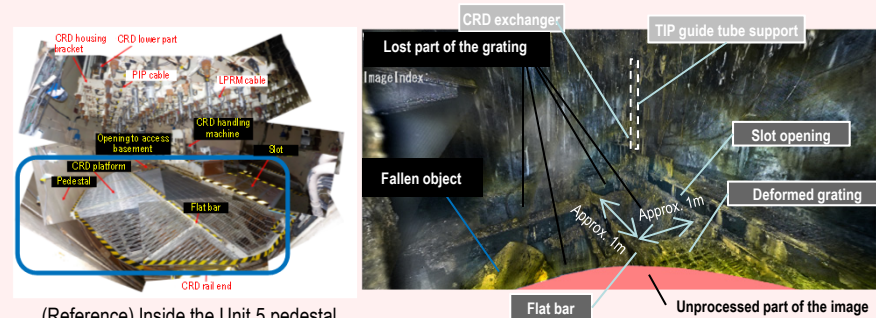 CRD housing
bracket
CRD lower part
PIP cable
LPRM cable
CRD handling
machine
Opening to access
basement
Slot
CRD platform
Pedestal
Flat bar
CRD rail end
(Reference) Inside the Unit 5 pedestal
CRD exchanger
TIP guide tube support
Lost part of the grating
ImageIndex:
Slot opening
Fallen object
Deformed grating
Approx. 1m
Approx. 1m
Flat bar
Unprocessed part of the image